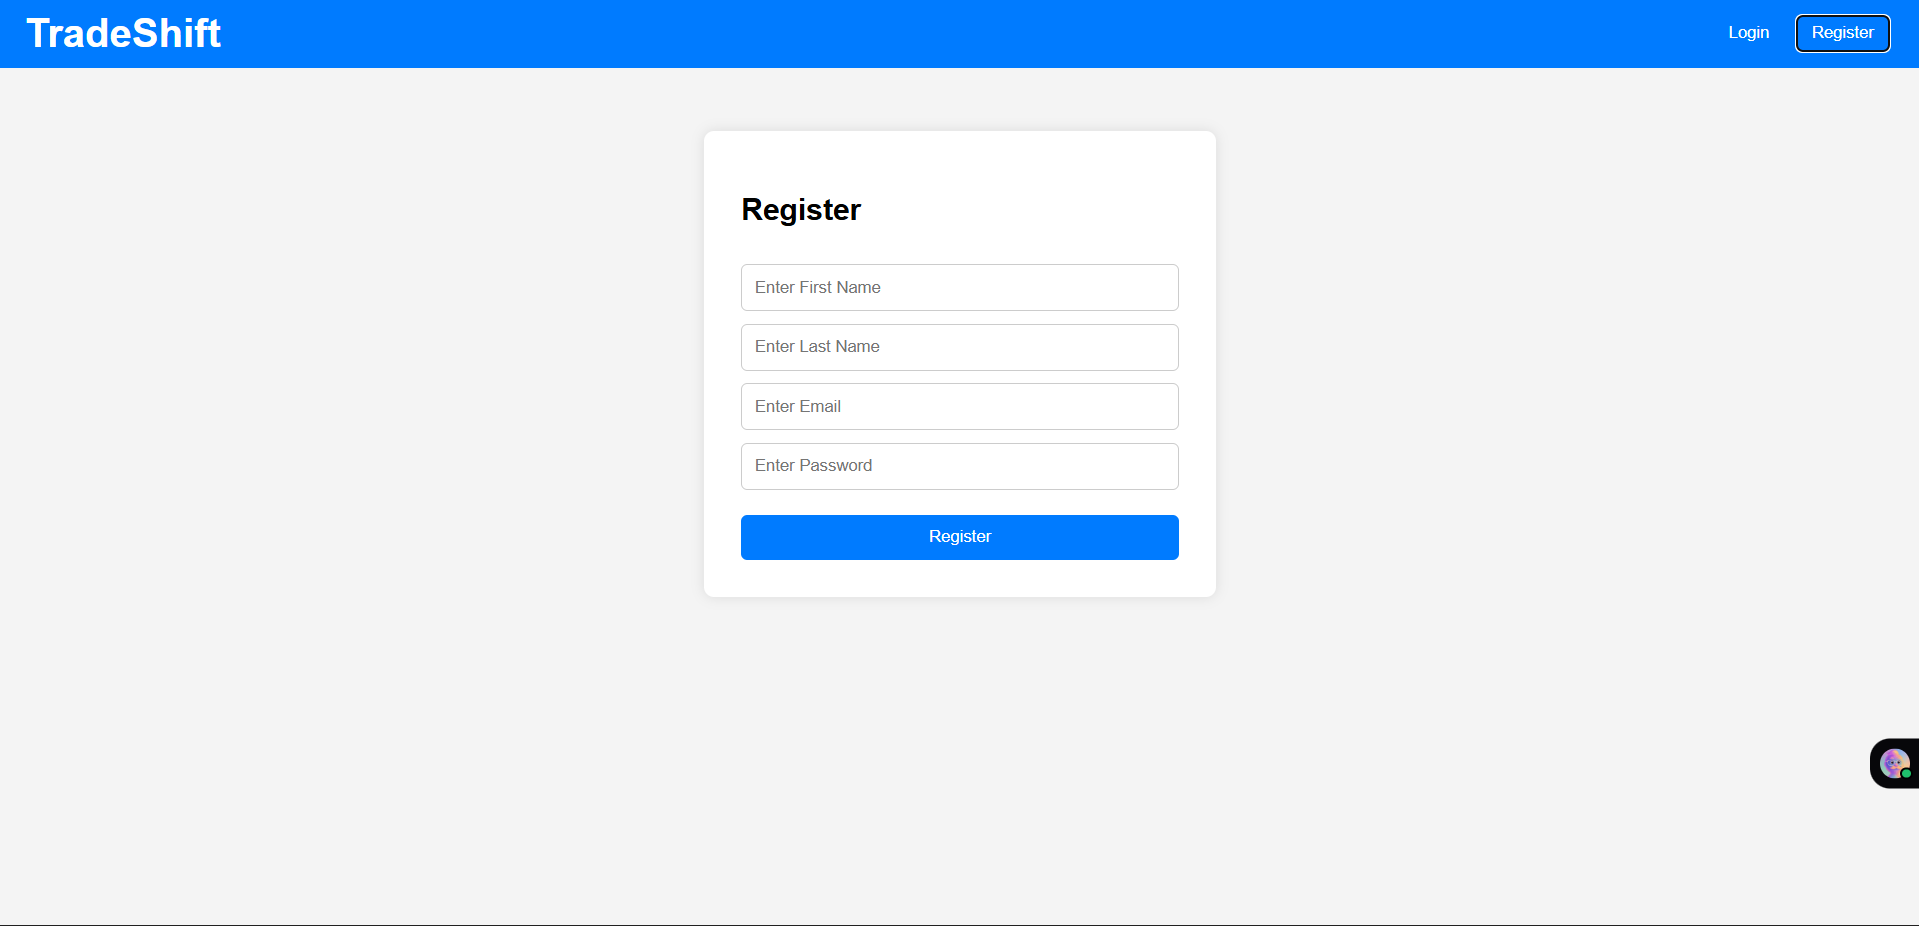 TradeShift
Login
Register
Register
Enter First Name
Enter Last Name
Enter Email
Enter Password
Register